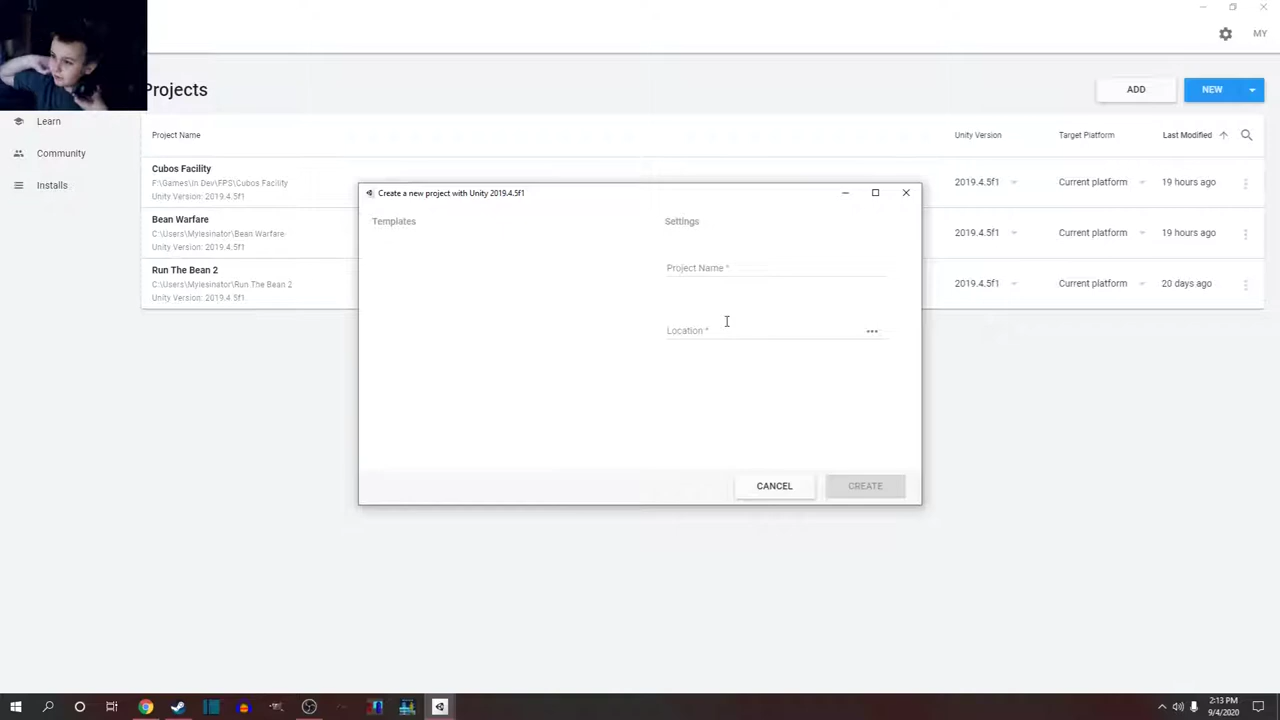 MY
Projects
ADD
NEW
Learn
Community
Installs
Project Name
Unity Version
Target Platform
Last Modified
Cubos Facility
F:\Games\In Dev\FPS\Cubos Facility
Unity Version: 2019.4.5f1
2019.4.5f1
Current platform
19 hours ago
Bean Warfare
C:\Users\Mylesinator\Bean Warfare
Unity Version: 2019.4.5f1
2019.4.5f1
Current platform
19 hours ago
Run The Bean 2
C:\Users\Mylesinator\Run The Bean 2
Unity Version: 2019.4.5f1
2019.4.5f1
Current platform
20 days ago
Create a new project with Unity 2019.4.5f1
Templates
Settings
Project Name *
Location *
CANCEL
CREATE
2:13 PM
9/4/2020